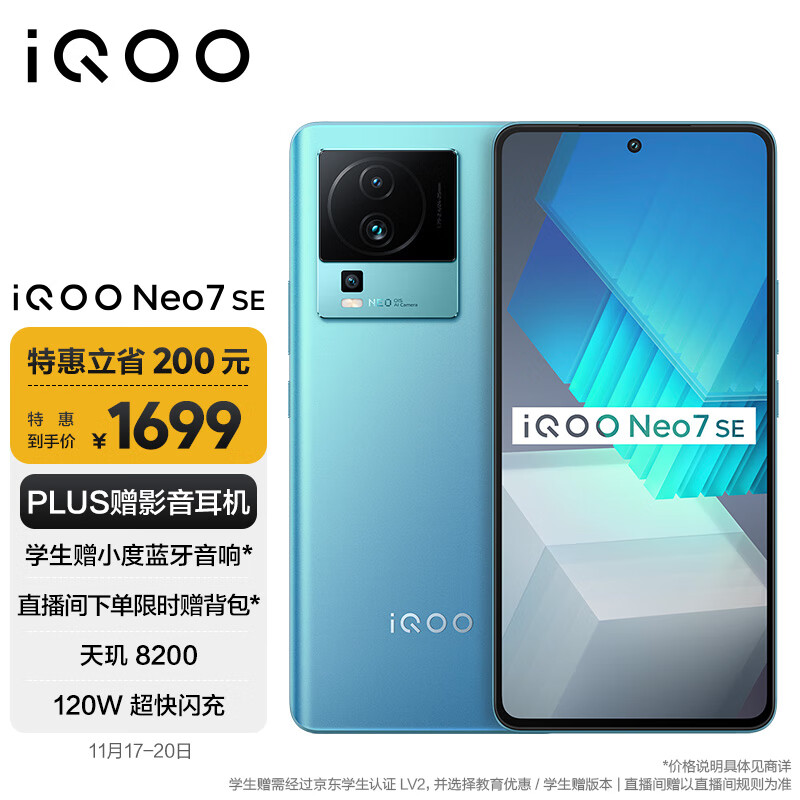 iQOO
iQOO Neo7 SE
特惠立省 200 元
特惠
到手价 ¥1699
PLUS赠影音耳机
学生赠小度蓝牙音响*
直播间下单限时赠背包*
天玑 8200
120W 超快闪充
11月17-20日
NEO OIS
AI Camera
iQOO
iQOO Neo7 SE
*价格说明具体见商详
学生赠需经过京东学生认证 LV2, 并选择教育优惠 / 学生赠版本 | 直播间赠以直播间规则为准